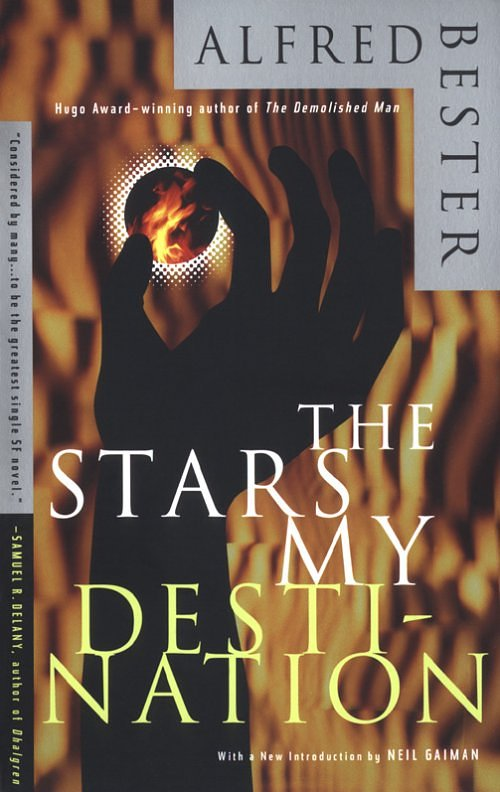 ALFRED
BESTER
Hugo Award-winning author of The Demolished Man
"Considered by many...to be the greatest single SF novel."
–SAMUEL R. DELANY, author of Dhalgren
THE
STARS
MY
DESTI-
NATION
With a New Introduction by NEIL GAIMAN